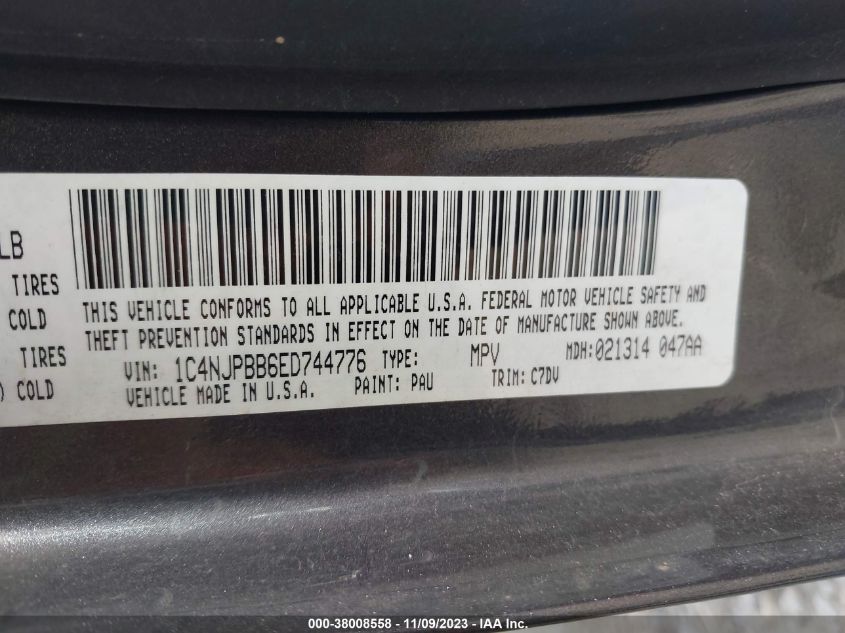 LB
TIRES
COLD
TIRES
) COLD
THIS VEHICLE CONFORMS TO ALL APPLICABLE U.S.A. FEDERAL MOTOR VEHICLE SAFETY AND
THEFT PREVENTION STANDARDS IN EFFECT ON THE DATE OF MANUFACTURE SHOWN ABOVE.
VIN: 1C4NJPBB6ED744776 TYPE: MPV MDH:021314 047AA
VEHICLE MADE IN U.S.A. PAINT: PAU TRIM: C7DV
000-38008558 - 11/09/2023 - IAA Inc.